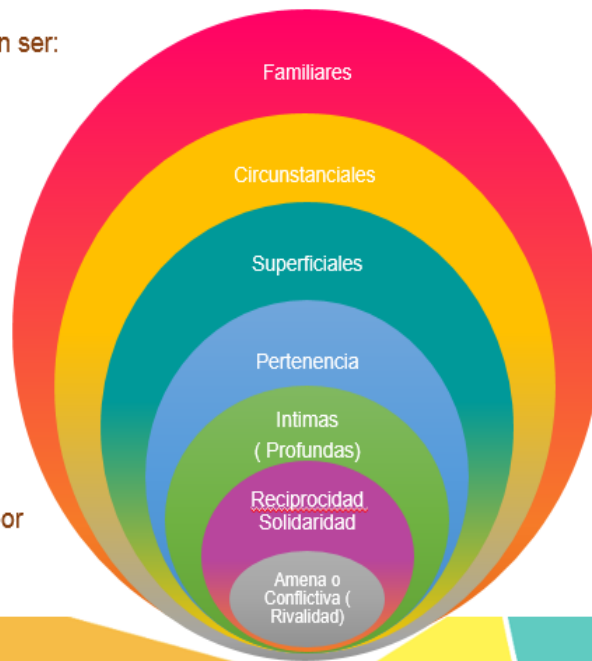 n ser:
Familiares
Circunstanciales
Superficiales
Pertenencia
Intimas
( Profundas)
Reciprocidad
Solidaridad
or
Amena o
Conflictiva (
Rivalidad)